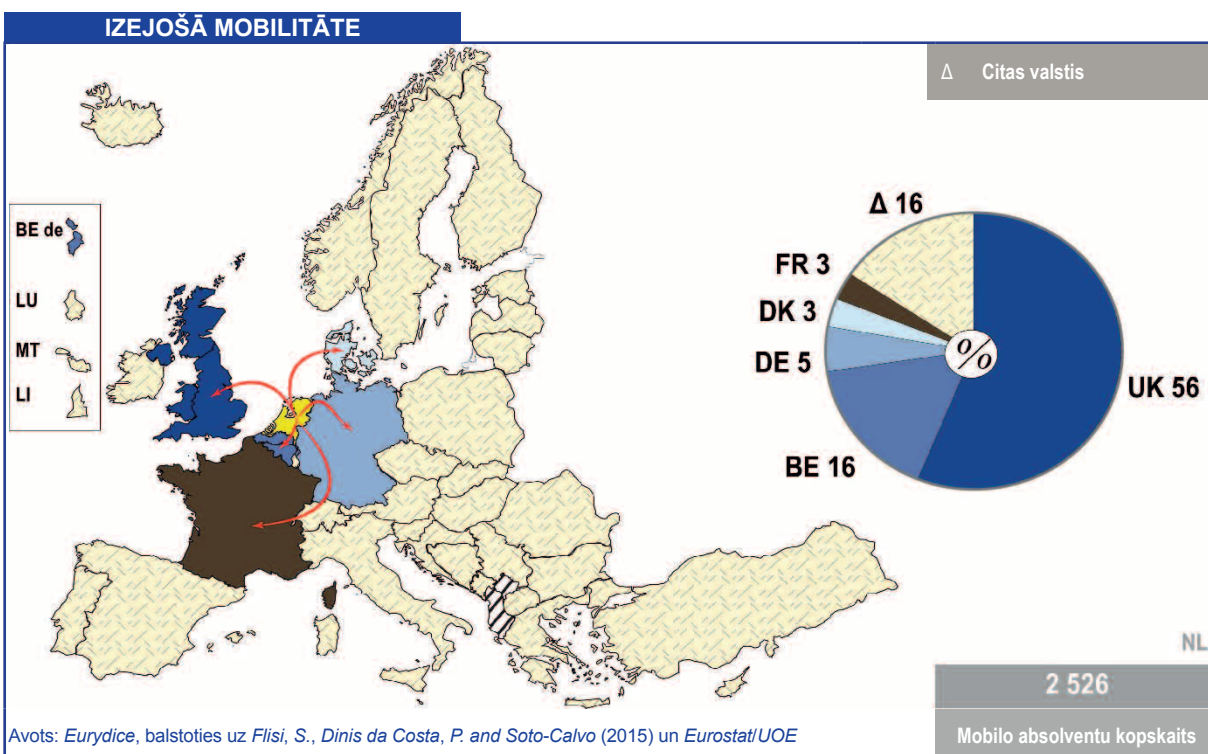 IZEJOŠĀ MOBILITĀTE
Δ Citas valstis
BE de
LU
MT
LI
Δ 16
FR 3
DK 3
DE 5
BE 16
UK 56
%
NL
2 526
Mobilo absolventu kopskaits
Avots: Eurydice, balstoties uz Flisi, S., Dinis da Costa, P. and Soto-Calvo (2015) un Eurostat/UOE